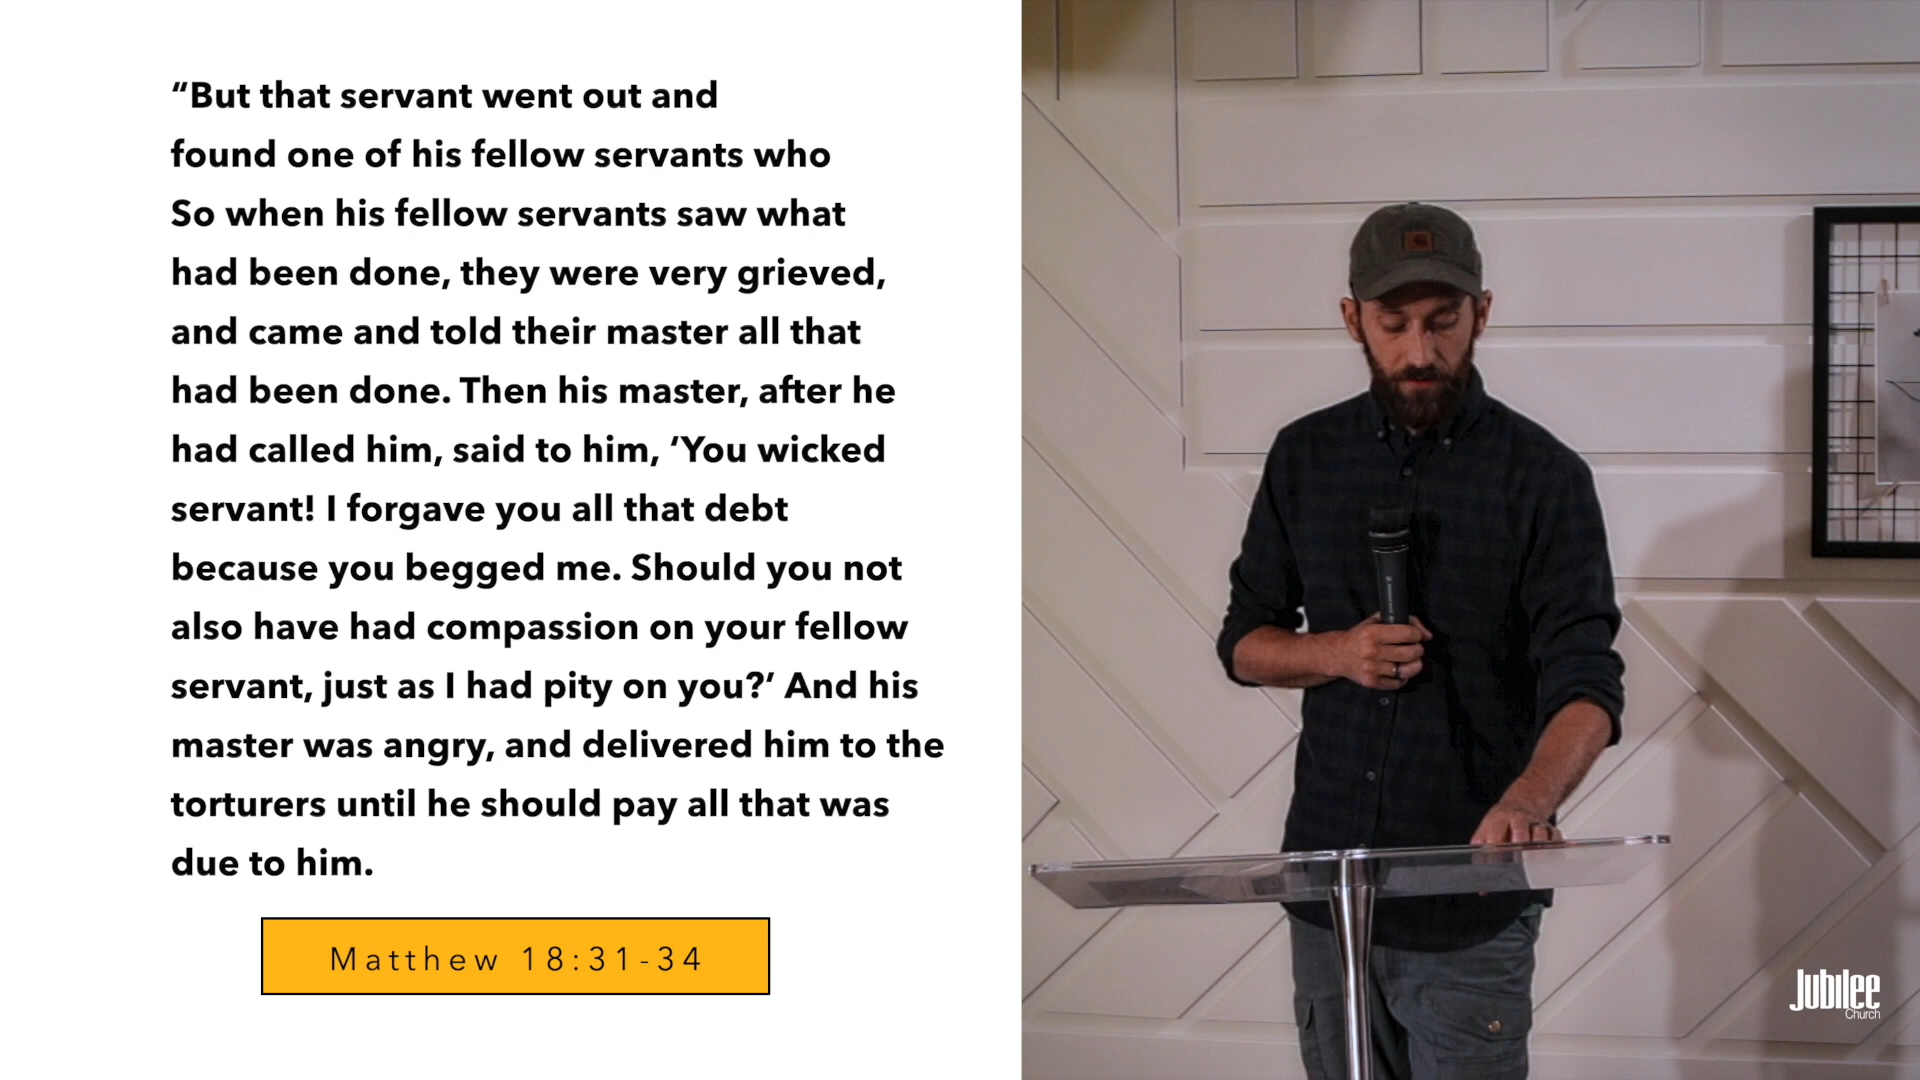 “But that servant went out and
found one of his fellow servants who
So when his fellow servants saw what
had been done, they were very grieved,
and came and told their master all that
had been done. Then his master, after he
had called him, said to him, ‘You wicked
servant! I forgave you all that debt
because you begged me. Should you not
also have had compassion on your fellow
servant, just as I had pity on you?’ And his
master was angry, and delivered him to the
torturers until he should pay all that was
due to him.
Matthew 18:31-34
Jubilee
Church